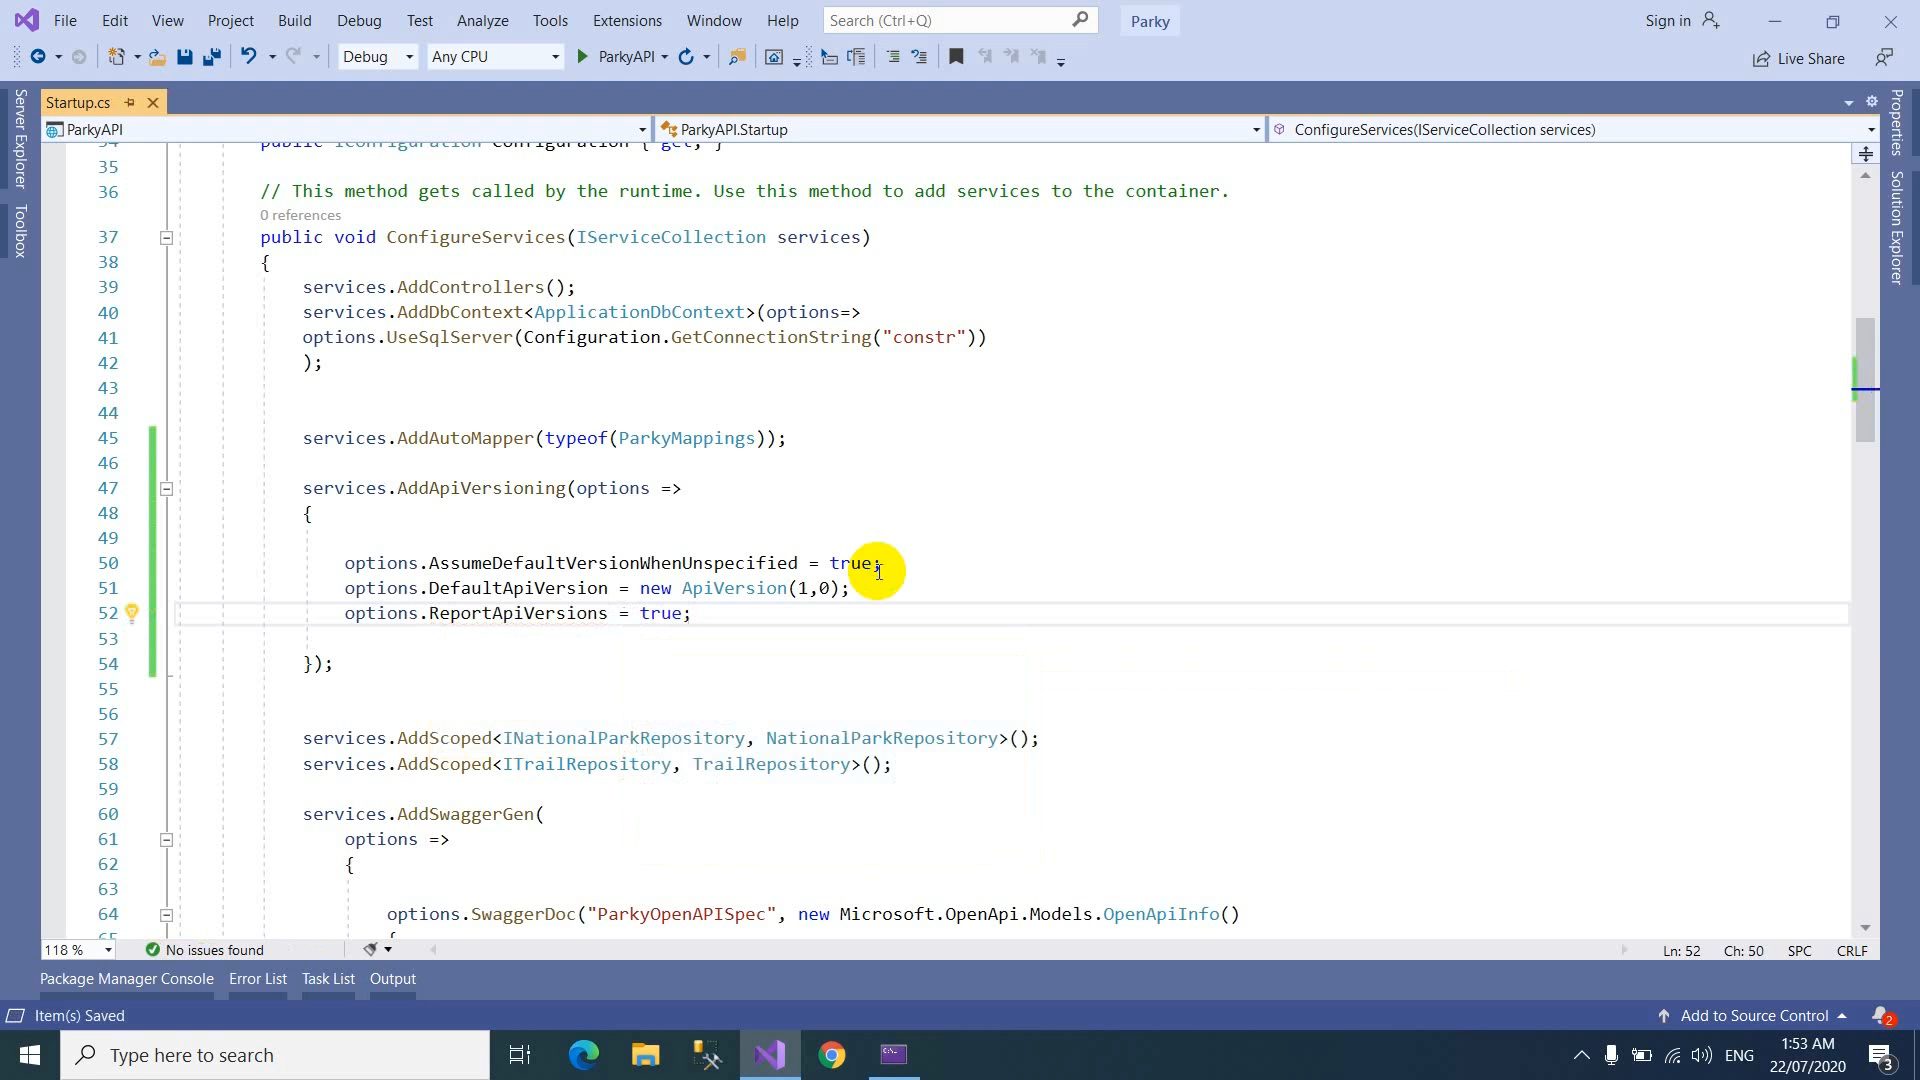 File Edit View Project Build Debug Test Analyze Tools Extensions Window Help Search (Ctrl+Q) Parky Sign in
Debug Any CPU ParkyAPI Live Share
Server Explorer
Toolbox
Startup.cs
ParkyAPI ParkyAPI.Startup ConfigureServices(IServiceCollection services)
Properties
Solution Explorer
34 public IConfiguration Configuration { get; }
35
36 // This method gets called by the runtime. Use this method to add services to the container.
0 references
37 public void ConfigureServices(IServiceCollection services)
38 {
39 services.AddControllers();
40 services.AddDbContext<ApplicationDbContext>(options=>
41 options.UseSqlServer(Configuration.GetConnectionString("constr"))
42 );
43
44
45 services.AddAutoMapper(typeof(ParkyMappings));
46
47 services.AddApiVersioning(options =>
48 {
49
50 options.AssumeDefaultVersionWhenUnspecified = true;
51 options.DefaultApiVersion = new ApiVersion(1,0);
52 options.ReportApiVersions = true;
53
54 });
55
56
57 services.AddScoped<INationalParkRepository, NationalParkRepository>();
58 services.AddScoped<ITrailRepository, TrailRepository>();
59
60 services.AddSwaggerGen(
61 options =>
62 {
63
64 options.SwaggerDoc("ParkyOpenAPISpec", new Microsoft.OpenApi.Models.OpenApiInfo()
65 {
118 % No issues found Ln: 52 Ch: 50 SPC CRLF
Package Manager Console Error List Task List Output
Item(s) Saved Add to Source Control 2
Type here to search ENG 1:53 AM
22/07/2020 3